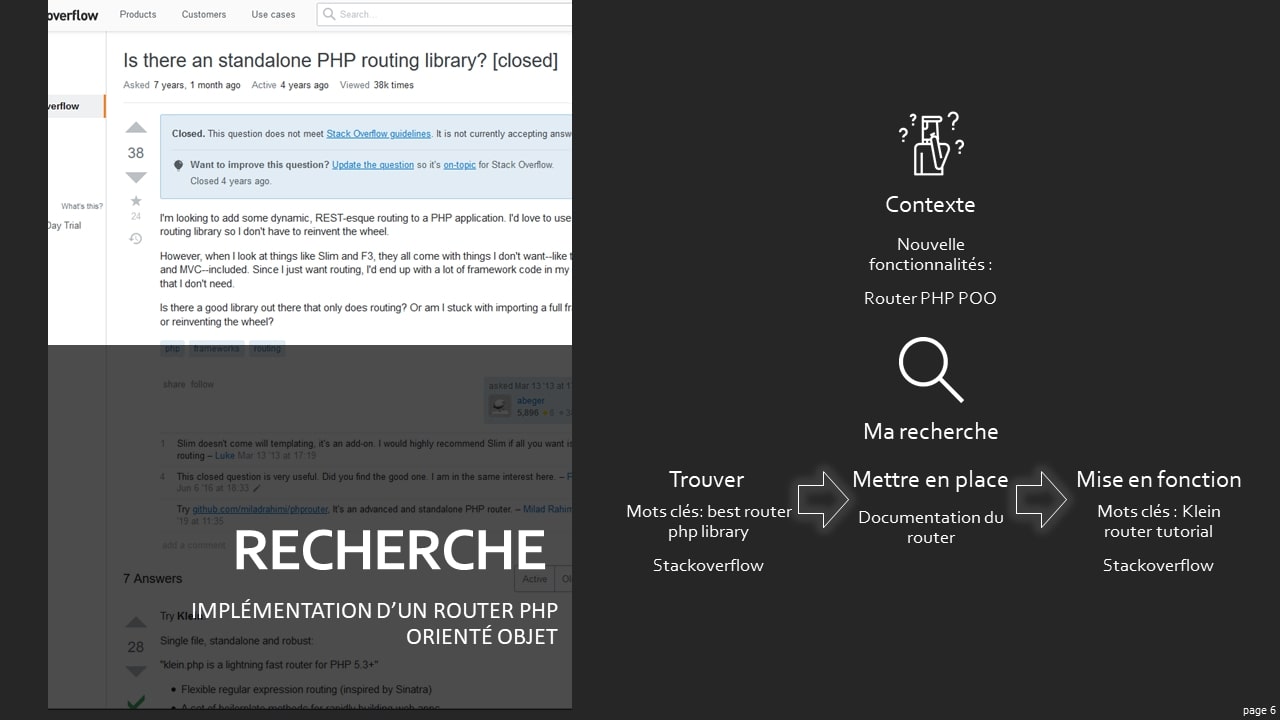 overflow Products Customers Use cases Search…
Is there an standalone PHP routing library? [closed]
Asked 7 years, 1 month ago Active 4 years ago Viewed 38k times
38
24
Closed. This question does not meet Stack Overflow guidelines. It is not currently accepting answ
Want to improve this question? Update the question so it's on-topic for Stack Overflow.
Closed 4 years ago.
verflow
What's this?
Day Trial
I'm looking to add some dynamic, REST-esque routing to a PHP application. I'd love to use
routing library so I don't have to reinvent the wheel.
However, when I look at things like Slim and F3, they all come with things I don't want--like t
and MVC--included. Since I just want routing, I'd end up with a lot of framework code in my
that I don't need.
Is there a good library out there that only does routing? Or am I stuck with importing a full fr
or reinventing the wheel?
php frameworks routing
share follow
asked Mar 13 '13 at 1
abeger
5,896
1 Slim doesn't come will templating, it's an add-on. I would highly recommend Slim if all you want is
routing – Luke Mar 13 '13 at 17:19
4 This closed question is very useful. Did you find the good one. I am in the same interest here. – F
Jun 6 '16 at 18:33
Try github.com/miladrahimi/phprouter, It's an advanced and standalone PHP router. – Milad Rahim
'19 at 11:35
add a comment
RECHERCHE
7 Answers
Active
IMPLÉMENTATION D'UN ROUTER PHP
ORIENTÉ OBJET
28
Try Klein
Single file, standalone and robust:
"klein.php is a lightning fast router for PHP 5.3+"
• Flexible regular expression routing (inspired by Sinatra)
• A set of boilerplate methods for rapidly building web apps
Contexte
Nouvelle
fonctionnalités :
Router PHP POO
Ma recherche
Trouver
Mots clés: best router
php library
Stackoverflow
Mettre en place
Documentation du
router
Mise en fonction
Mots clés : Klein
router tutorial
Stackoverflow
page 6